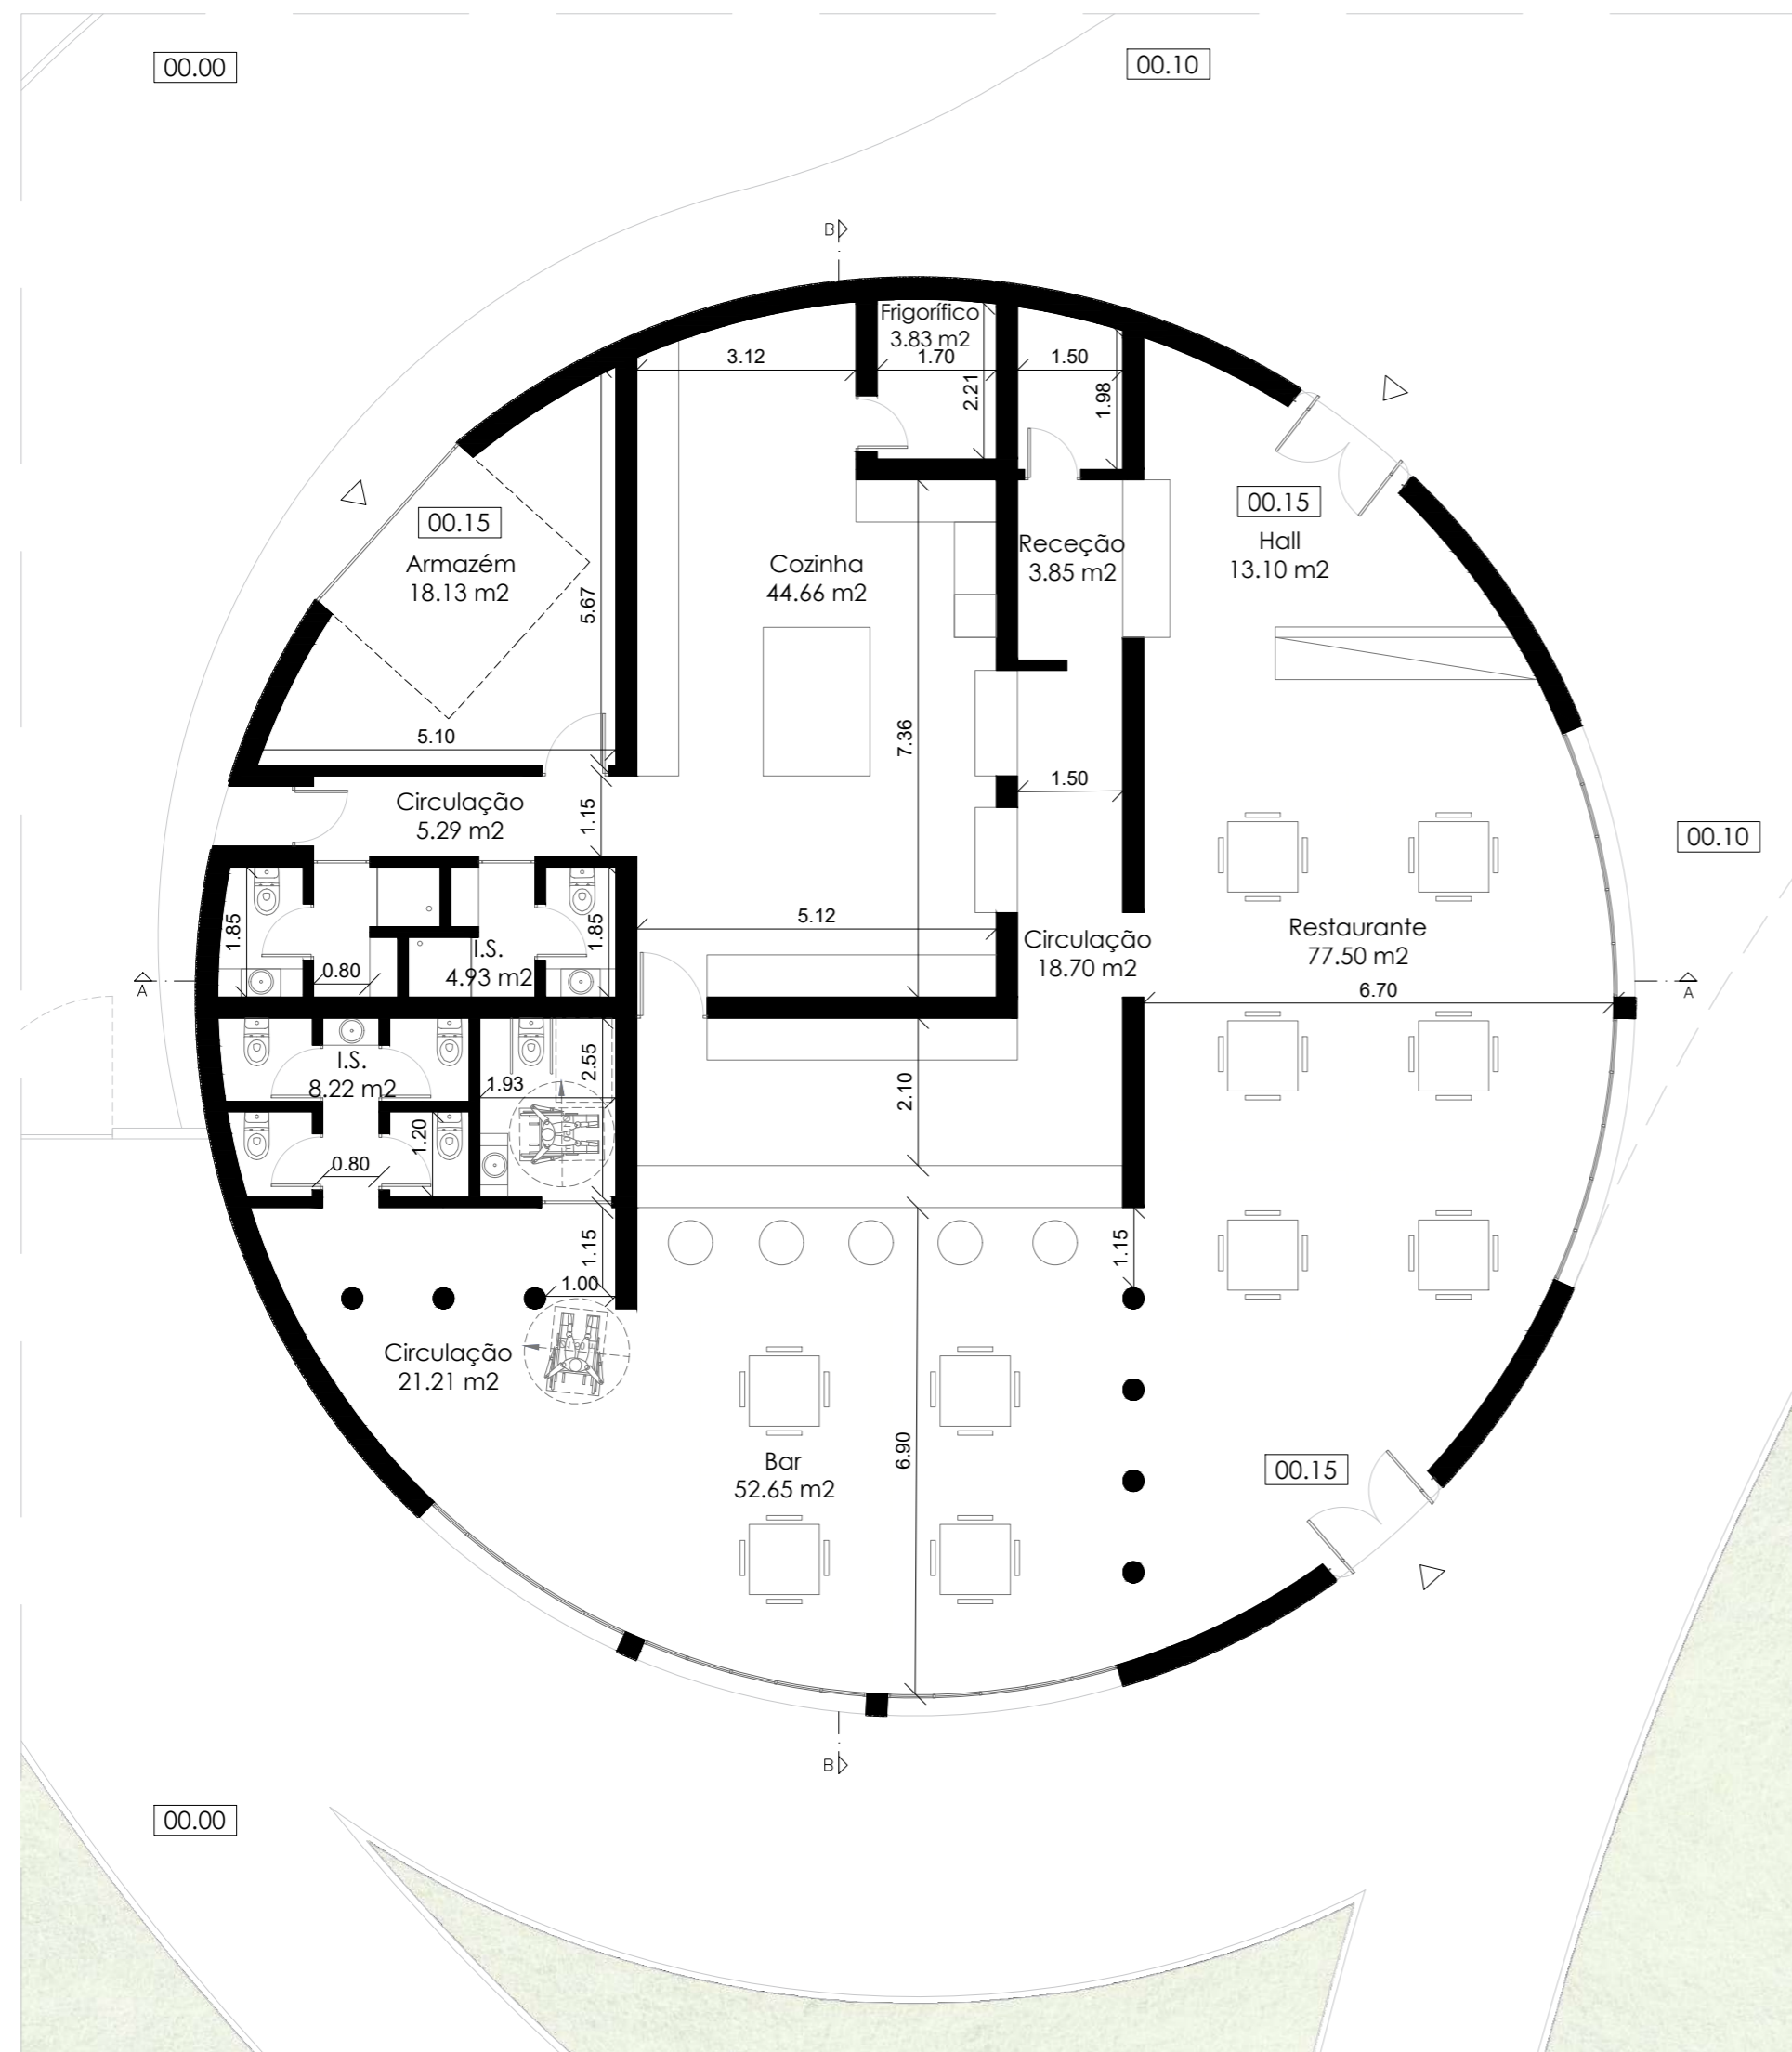 00.00
00.10
B
Frigorífico
3.83 m2
3.12
1.70
1.50
2.21
1.98
00.15
Armazém
18.13 m2
5.67
Cozinha
44.66 m2
Receção
3.85 m2
00.15
Hall
13.10 m2
5.10
7.36
1.50
Circulação
5.29 m2
1.15
00.10
1.85
0.80
I.S.
4.93 m2
1.85
5.12
Circulação
18.70 m2
Restaurante
77.50 m2
A
6.70
A
I.S.
8.22 m2
1.93
2.55
2.10
1.20
0.80
1.15
1.00
1.15
Circulação
21.21 m2
Bar
52.65 m2
6.90
00.15
B
00.00